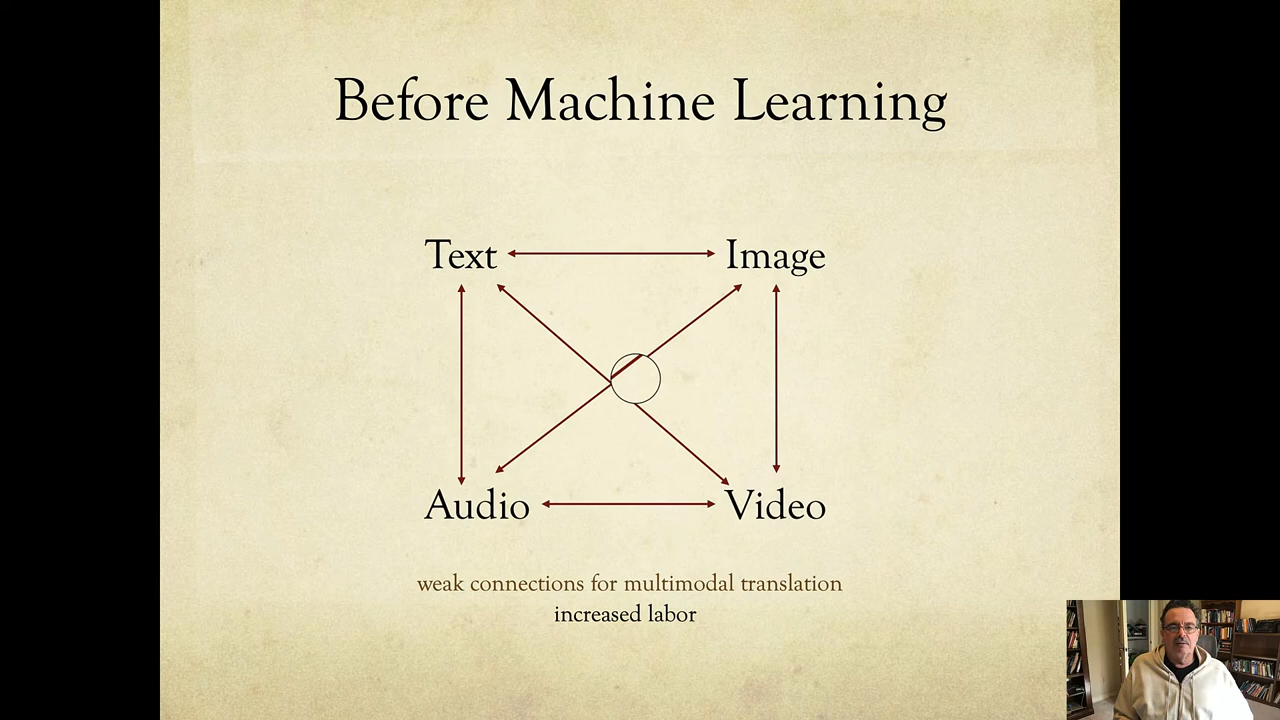 Before Machine Learning
Text Image
Audio Video
weak connections for multimodal translation
increased labor